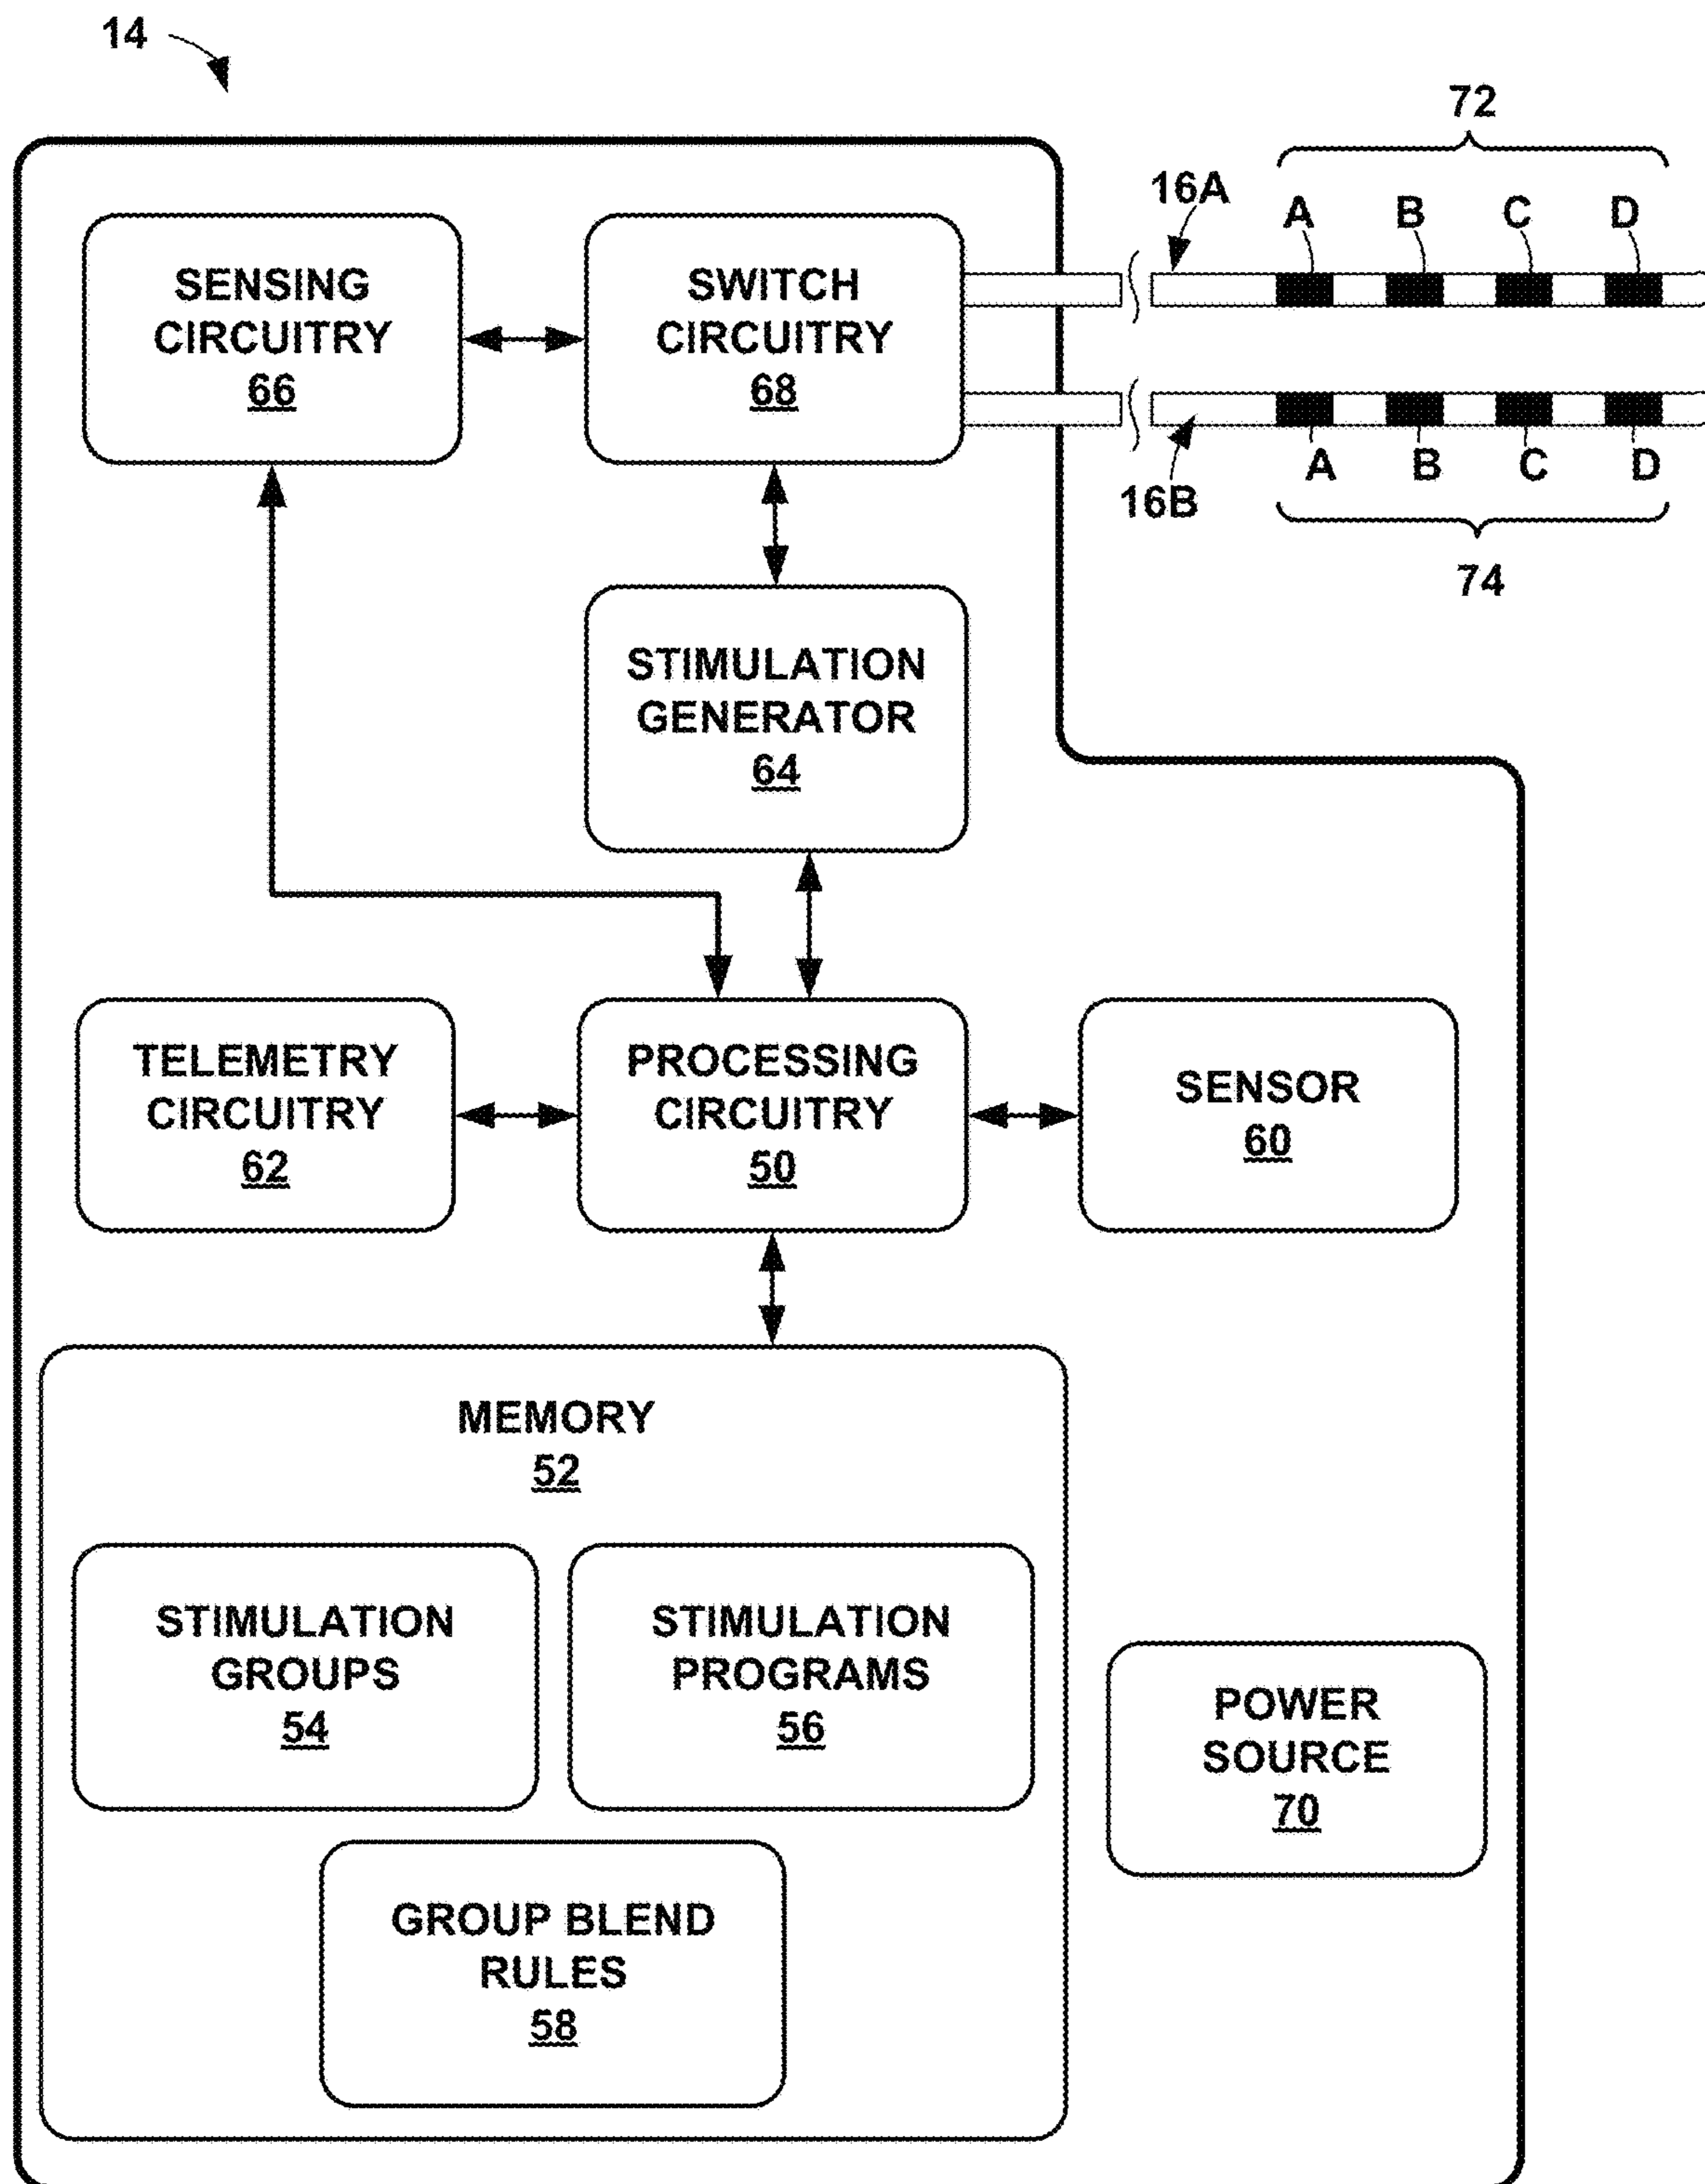 14
72
16A
A B C D
SENSING
CIRCUITRY
66
SWITCH
CIRCUITRY
68
A B C D
16B
74
STIMULATION
GENERATOR
64
TELEMETRY
CIRCUITRY
62
PROCESSING
CIRCUITRY
50
SENSOR
60
MEMORY
52
STIMULATION
GROUPS
54
STIMULATION
PROGRAMS
56
POWER
SOURCE
70
GROUP BLEND
RULES
58